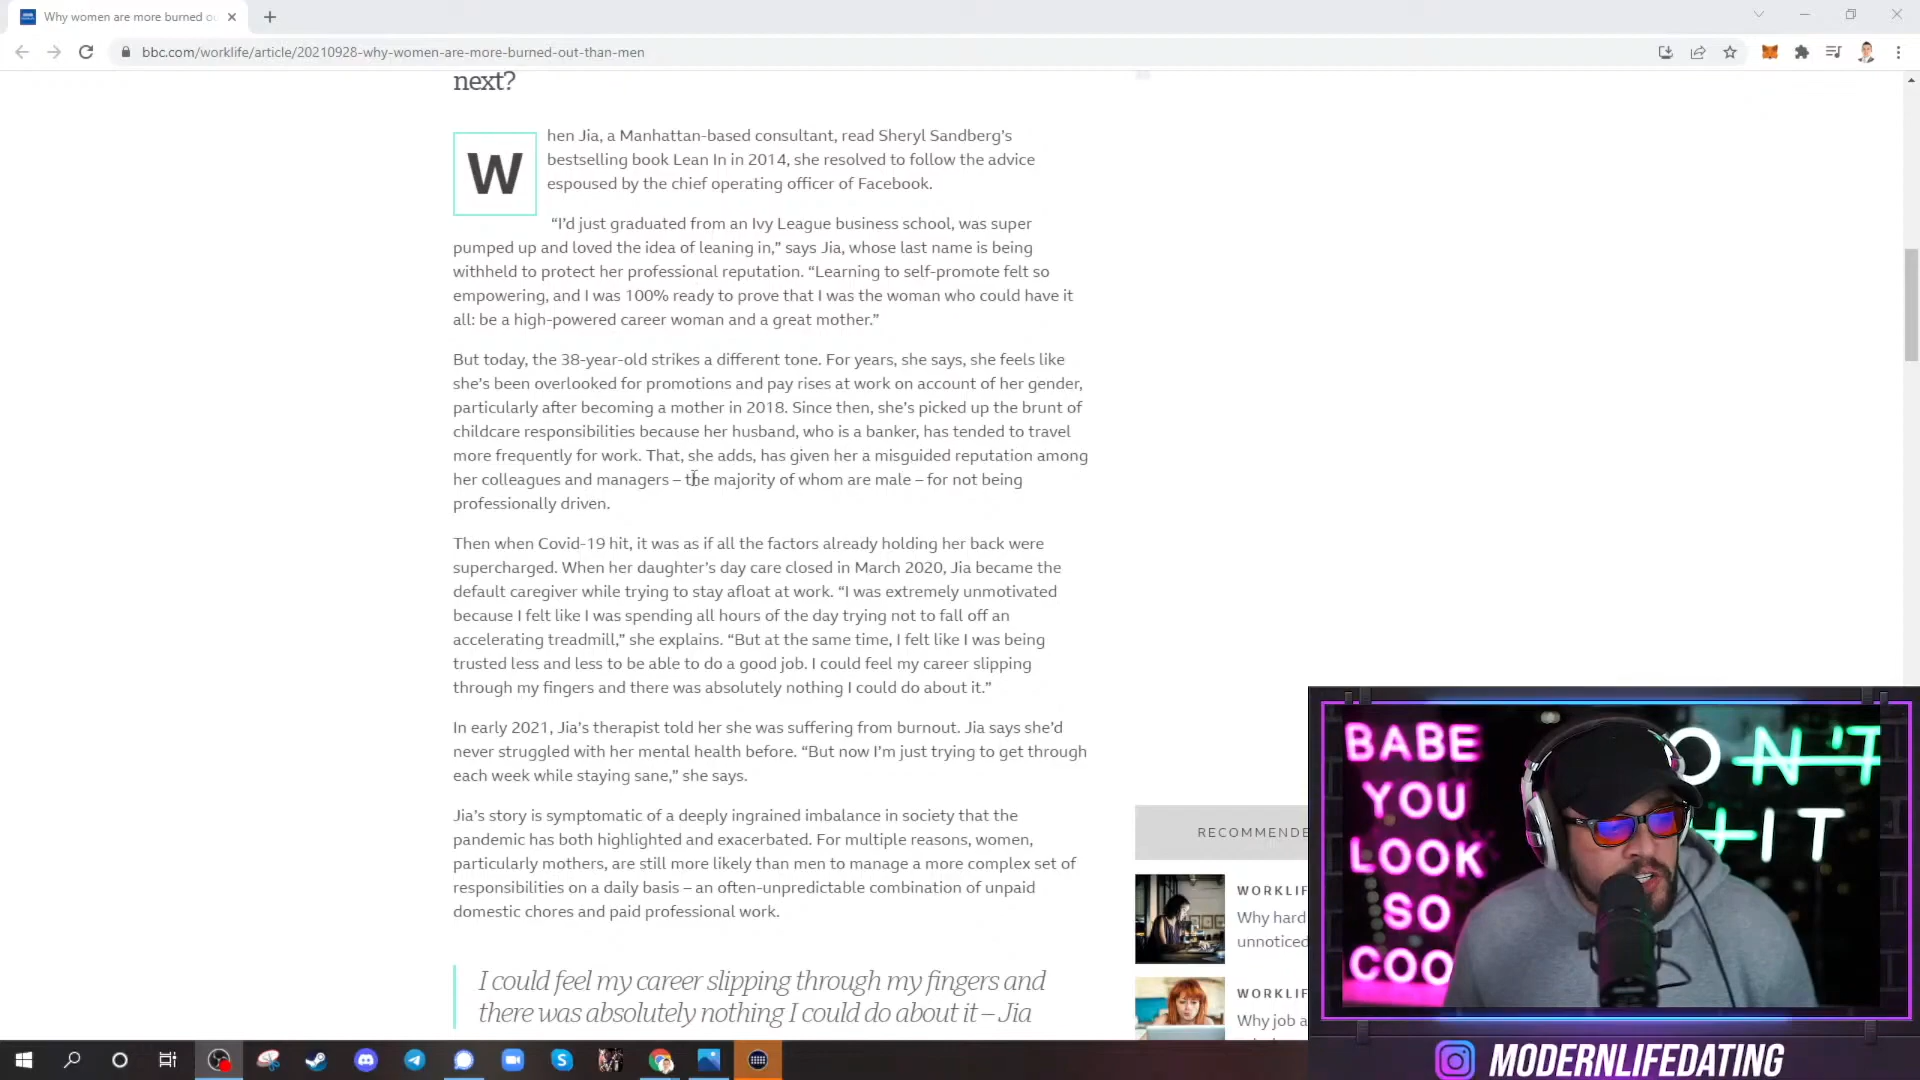 Why women are more burned ou
bbc.com/worklife/article/20210928-why-women-are-more-burned-out-than-men
next?
When Jia, a Manhattan-based consultant, read Sheryl Sandberg’s
bestselling book Lean In in 2014, she resolved to follow the advice
espoused by the chief operating officer of Facebook.
“I’d just graduated from an Ivy League business school, was super
pumped up and loved the idea of leaning in,” says Jia, whose last name is being
withheld to protect her professional reputation. “Learning to self-promote felt so
empowering, and I was 100% ready to prove that I was the woman who could have it
all: be a high-powered career woman and a great mother.”
But today, the 38-year-old strikes a different tone. For years, she says, she feels like
she’s been overlooked for promotions and pay rises at work on account of her gender,
particularly after becoming a mother in 2018. Since then, she’s picked up the brunt of
childcare responsibilities because her husband, who is a banker, has tended to travel
more frequently for work. That, she adds, has given her a misguided reputation among
her colleagues and managers – the majority of whom are male – for not being
professionally driven.
Then when Covid-19 hit, it was as if all the factors already holding her back were
supercharged. When her daughter’s day care closed in March 2020, Jia became the
default caregiver while trying to stay afloat at work. “I was extremely unmotivated
because I felt like I was spending all hours of the day trying not to fall off an
accelerating treadmill,” she explains. “But at the same time, I felt like I was being
trusted less and less to be able to do a good job. I could feel my career slipping
through my fingers and there was absolutely nothing I could do about it.”
In early 2021, Jia’s therapist told her she was suffering from burnout. Jia says she’d
never struggled with her mental health before. “But now I’m just trying to get through
each week while staying sane,” she says.
Jia’s story is symptomatic of a deeply ingrained imbalance in society that the
pandemic has both highlighted and exacerbated. For multiple reasons, women,
particularly mothers, are still more likely than men to manage a more complex set of
responsibilities on a daily basis – an often-unpredictable combination of unpaid
domestic chores and paid professional work.
I could feel my career slipping through my fingers and
there was absolutely nothing I could do about it – Jia
RECOMMENDE
WORKLIF
Why hard
unnoticed
WORKLIF
Why job a
BABE
YOU
LOOK
SO
COO
ON'T
IT
MODERNLIFEDATING